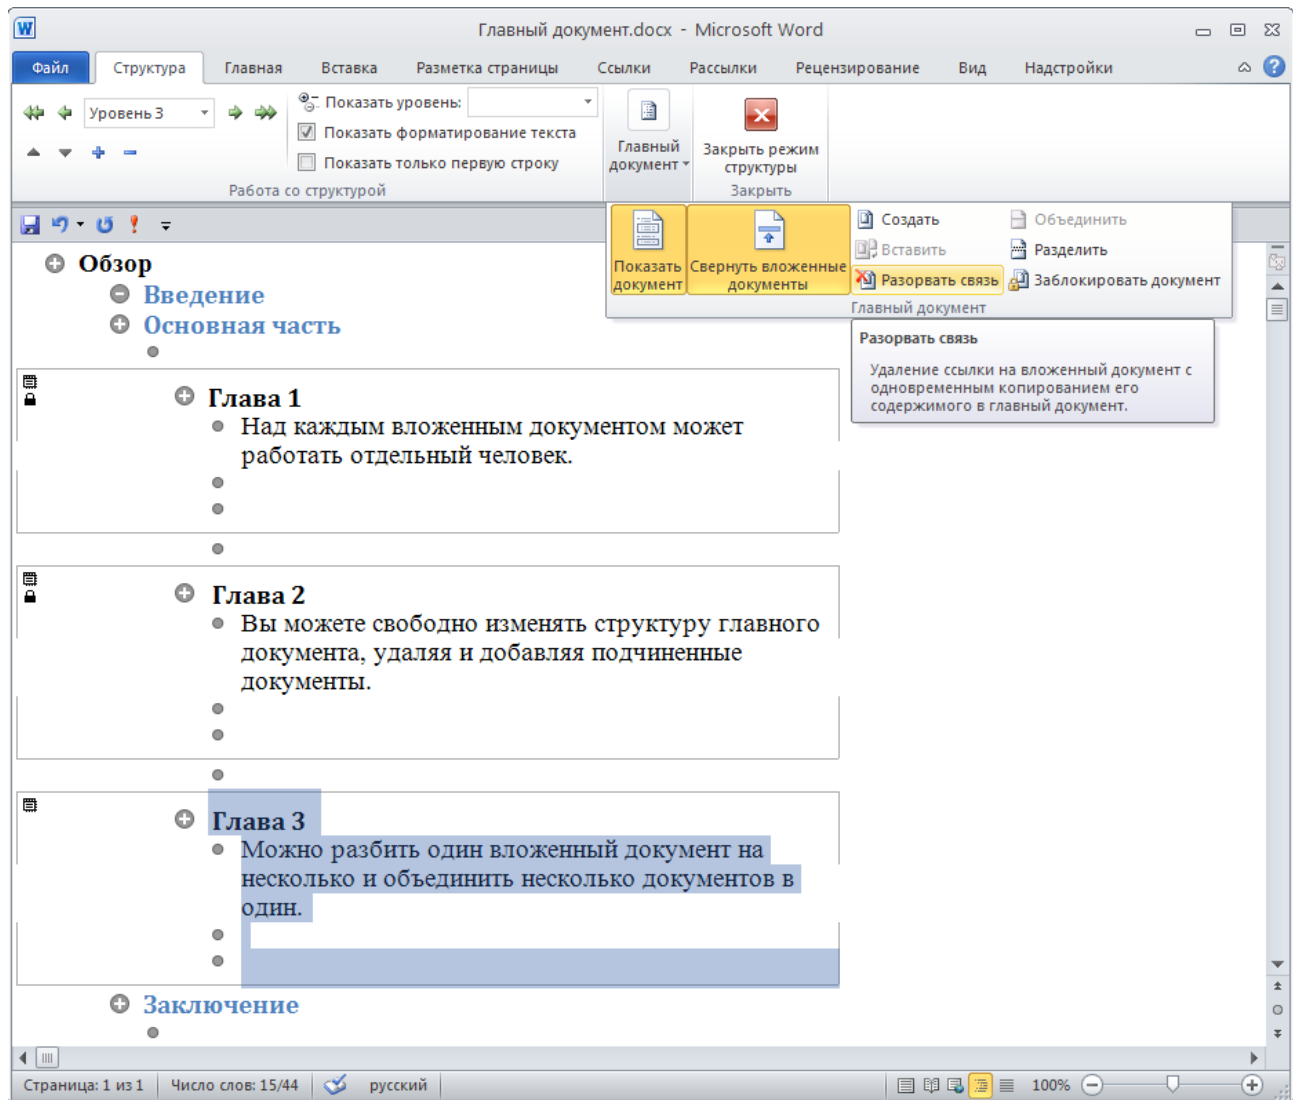 Главный документ.docx - Microsoft Word
Файл Структура Главная Вставка Разметка страницы Ссылки Рассылки Рецензирование Вид Надстройки
Уровень 3
Показать уровень:
Показать форматирование текста
Показать только первую строку
Работа со структурой
Главный документ
Закрыть режим структуры
Закрыть
Показать документ
Свернуть вложенные документы
Создать
Вставить
Разорвать связь
Объединить
Разделить
Заблокировать документ
Главный документ
Разорвать связь
Удаление ссылки на вложенный документ с
одновременным копированием его
содержимого в главный документ.
Обзор
Введение
Основная часть
Глава 1
Над каждым вложенным документом может
работать отдельный человек.
Глава 2
Вы можете свободно изменять структуру главного
документа, удаляя и добавляя подчиненные
документы.
Глава 3
Можно разбить один вложенный документ на
несколько и объединить несколько документов в
один.
Заключение
Страница: 1 из 1 Число слов: 15/44 русский 100%